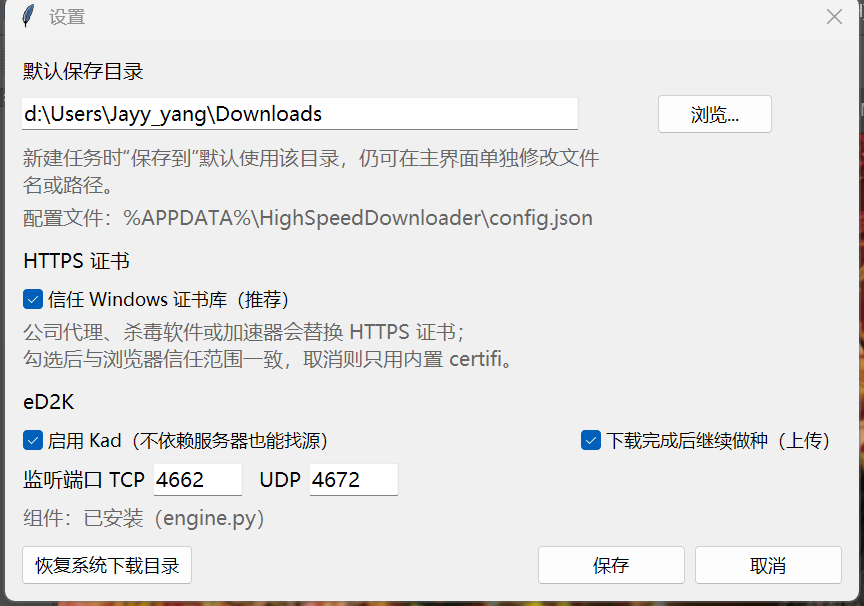 设置
默认保存目录
d:\Users\Jayy_yang\Downloads
浏览...
新建任务时“保存到”默认使用该目录，仍可在主界面单独修改文件
名或路径。
配置文件：%APPDATA%\HighSpeedDownloader\config.json
HTTPS 证书
信任 Windows 证书库（推荐）
公司代理、杀毒软件或加速器会替换 HTTPS 证书；
勾选后与浏览器信任范围一致，取消则只用内置 certifi。
eD2K
启用 Kad（不依赖服务器也能找源） 下载完成后继续做种（上传）
监听端口 TCP 4662 UDP 4672
组件：已安装（engine.py）
恢复系统下载目录 保存 取消